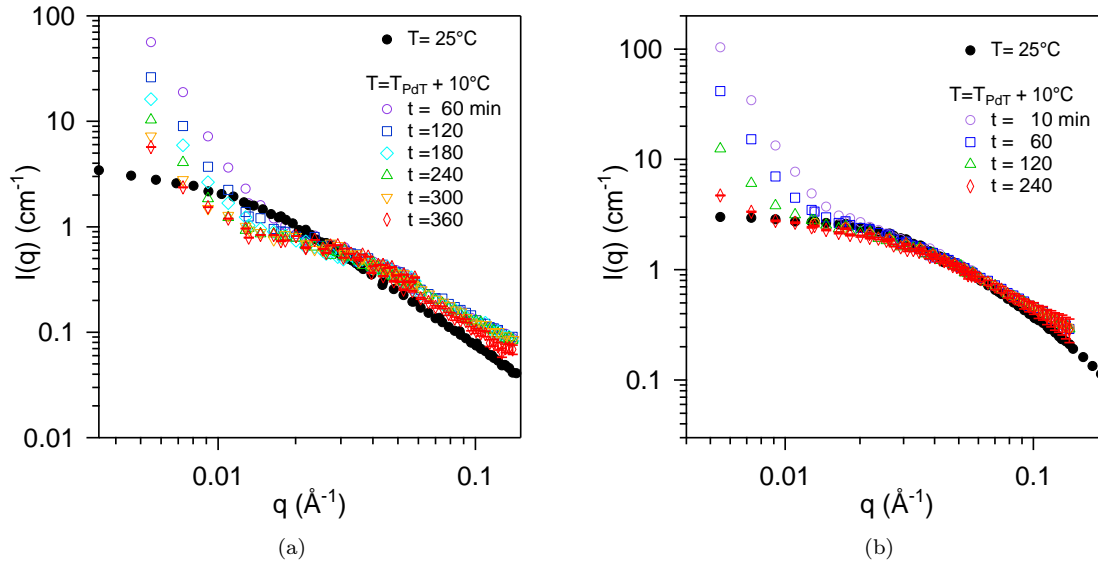 100
10
1
0.1
0.01
I(q) (cm⁻¹)
T= 25°C
T=T_PdT + 10°C
t = 60 min
t =120
t =180
t =240
t =300
t =360
0.01
0.1
q (Å⁻¹)
(a)
100
10
1
0.1
I(q) (cm⁻¹)
T= 25°C
T=T_PdT + 10°C
t = 10 min
t = 60
t = 120
t = 240
0.01
0.1
q (Å⁻¹)
(b)